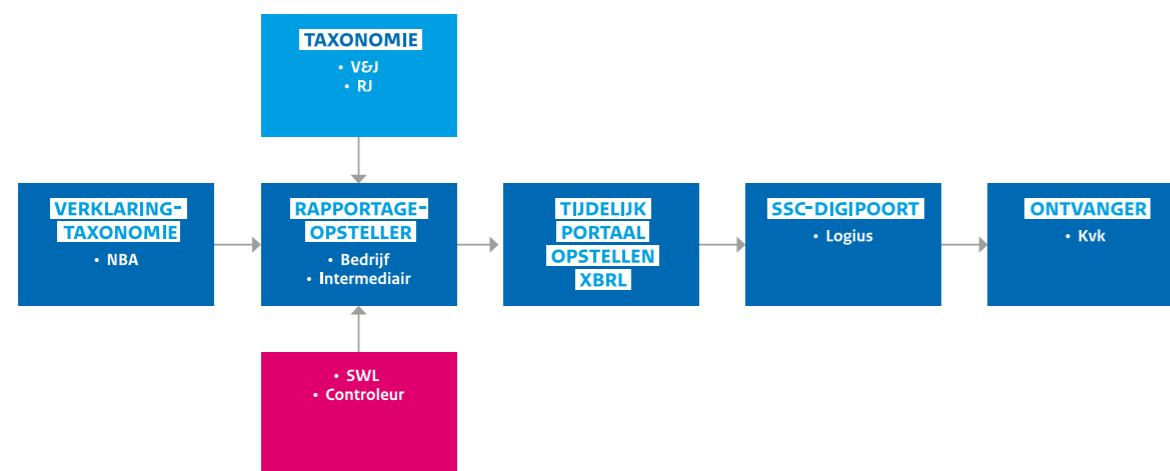 TAXONOMIE
• V&J
• RJ
VERKLARING-
TAXONOMIE
• NBA
RAPPORTAGE-
OPSTELLER
• Bedrijf
• Intermediair
TIJDELIJK
PORTAAL
OPSTELLEN
XBRL
SSC-DIGIPOORT
• Logius
ONTVANGER
• Kvk
• SWL
• Controleur